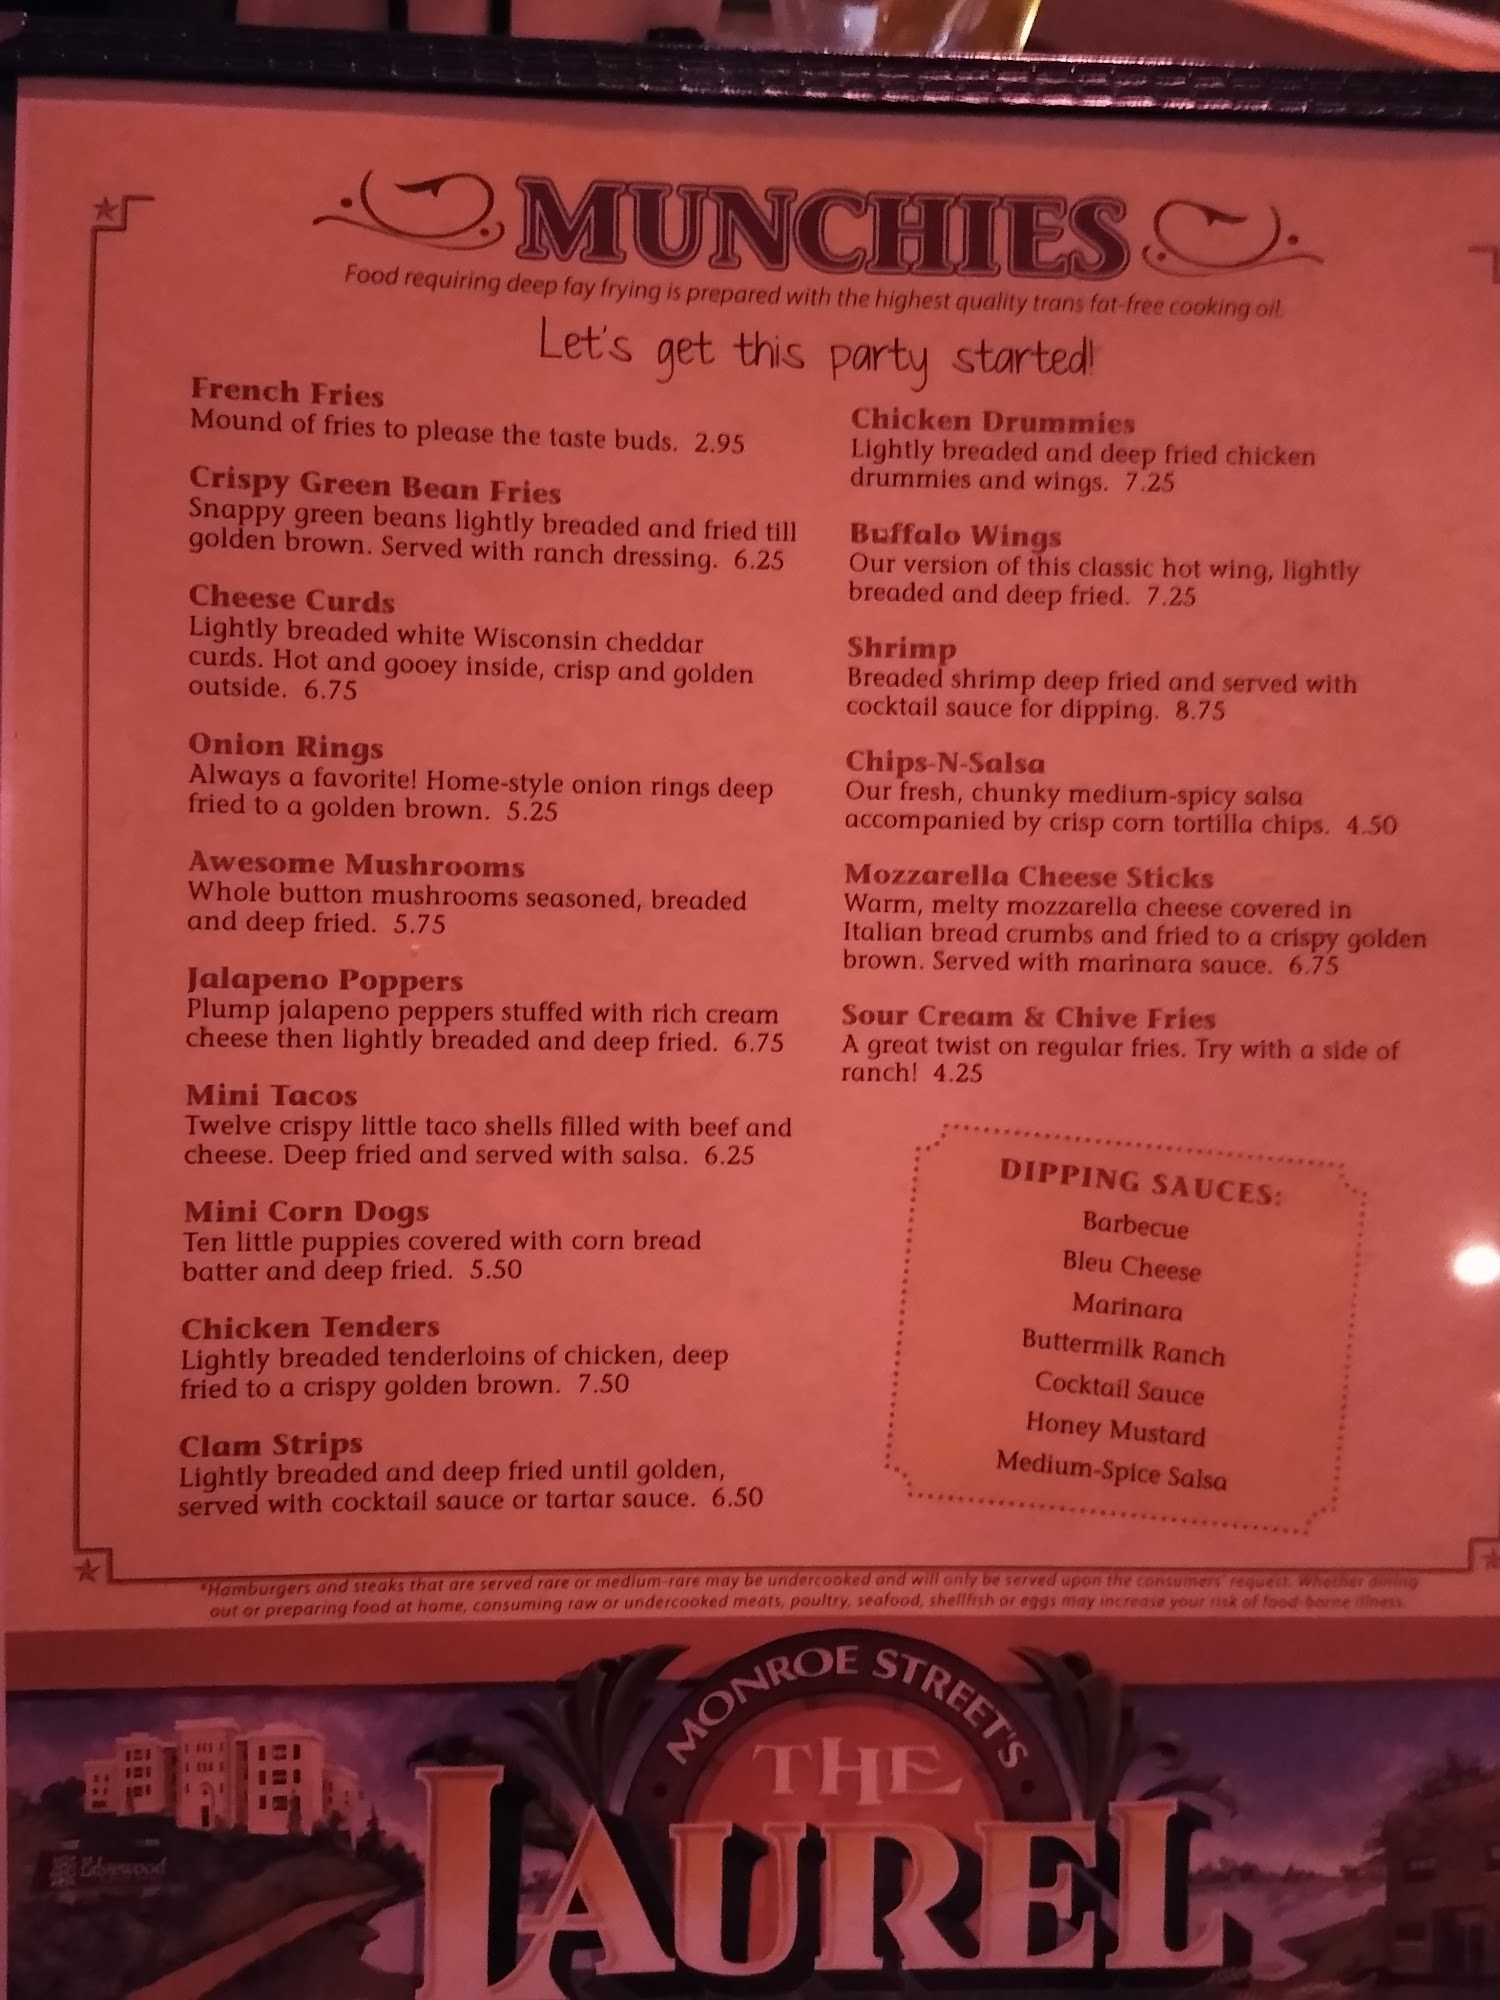 MUNCHIES
Food requiring deep fay frying is prepared with the highest quality trans fat-free cooking oil.
Let's get this party started!
French Fries
Mound of fries to please the taste buds. 2.95
Crispy Green Bean Fries
Snappy green beans lightly breaded and fried till
golden brown. Served with ranch dressing. 6.25
Cheese Curds
Lightly breaded white Wisconsin cheddar
curds. Hot and gooey inside, crisp and golden
outside. 6.75
Onion Rings
Always a favorite! Home-style onion rings deep
fried to a golden brown. 5.25
Awesome Mushrooms
Whole button mushrooms seasoned, breaded
and deep fried. 5.75
Jalapeno Poppers
Plump jalapeno peppers stuffed with rich cream
cheese then lightly breaded and deep fried. 6.75
Mini Tacos
Twelve crispy little taco shells filled with beef and
cheese. Deep fried and served with salsa. 6.25
Mini Corn Dogs
Ten little puppies covered with corn bread
batter and deep fried. 5.50
Chicken Tenders
Lightly breaded tenderloins of chicken, deep
fried to a crispy golden brown. 7.50
Clam Strips
Lightly breaded and deep fried until golden,
served with cocktail sauce or tartar sauce. 6.50
Chicken Drummies
Lightly breaded and deep fried chicken
drummies and wings. 7.25
Buffalo Wings
Our version of this classic hot wing, lightly
breaded and deep fried. 7.25
Shrimp
Breaded shrimp deep fried and served with
cocktail sauce for dipping. 8.75
Chips-N-Salsa
Our fresh, chunky medium-spicy salsa
accompanied by crisp corn tortilla chips. 4.50
Mozzarella Cheese Sticks
Warm, melty mozzarella cheese covered in
Italian bread crumbs and fried to a crispy golden
brown. Served with marinara sauce. 6.75
Sour Cream & Chive Fries
A great twist on regular fries. Try with a side of
ranch! 4.25
DIPPING SAUCES:
Barbecue
Bleu Cheese
Marinara
Buttermilk Ranch
Cocktail Sauce
Honey Mustard
Medium-Spice Salsa
*Hamburgers and steaks that are served rare or medium-rare may be undercooked and will only be served upon the consumers' request. Whether dining
out or preparing food at home, consuming raw or undercooked meats, poultry, seafood, shellfish or eggs may increase your risk of food-borne illness.
MONROE STREET'S
THE
LAUREL
Edgewood